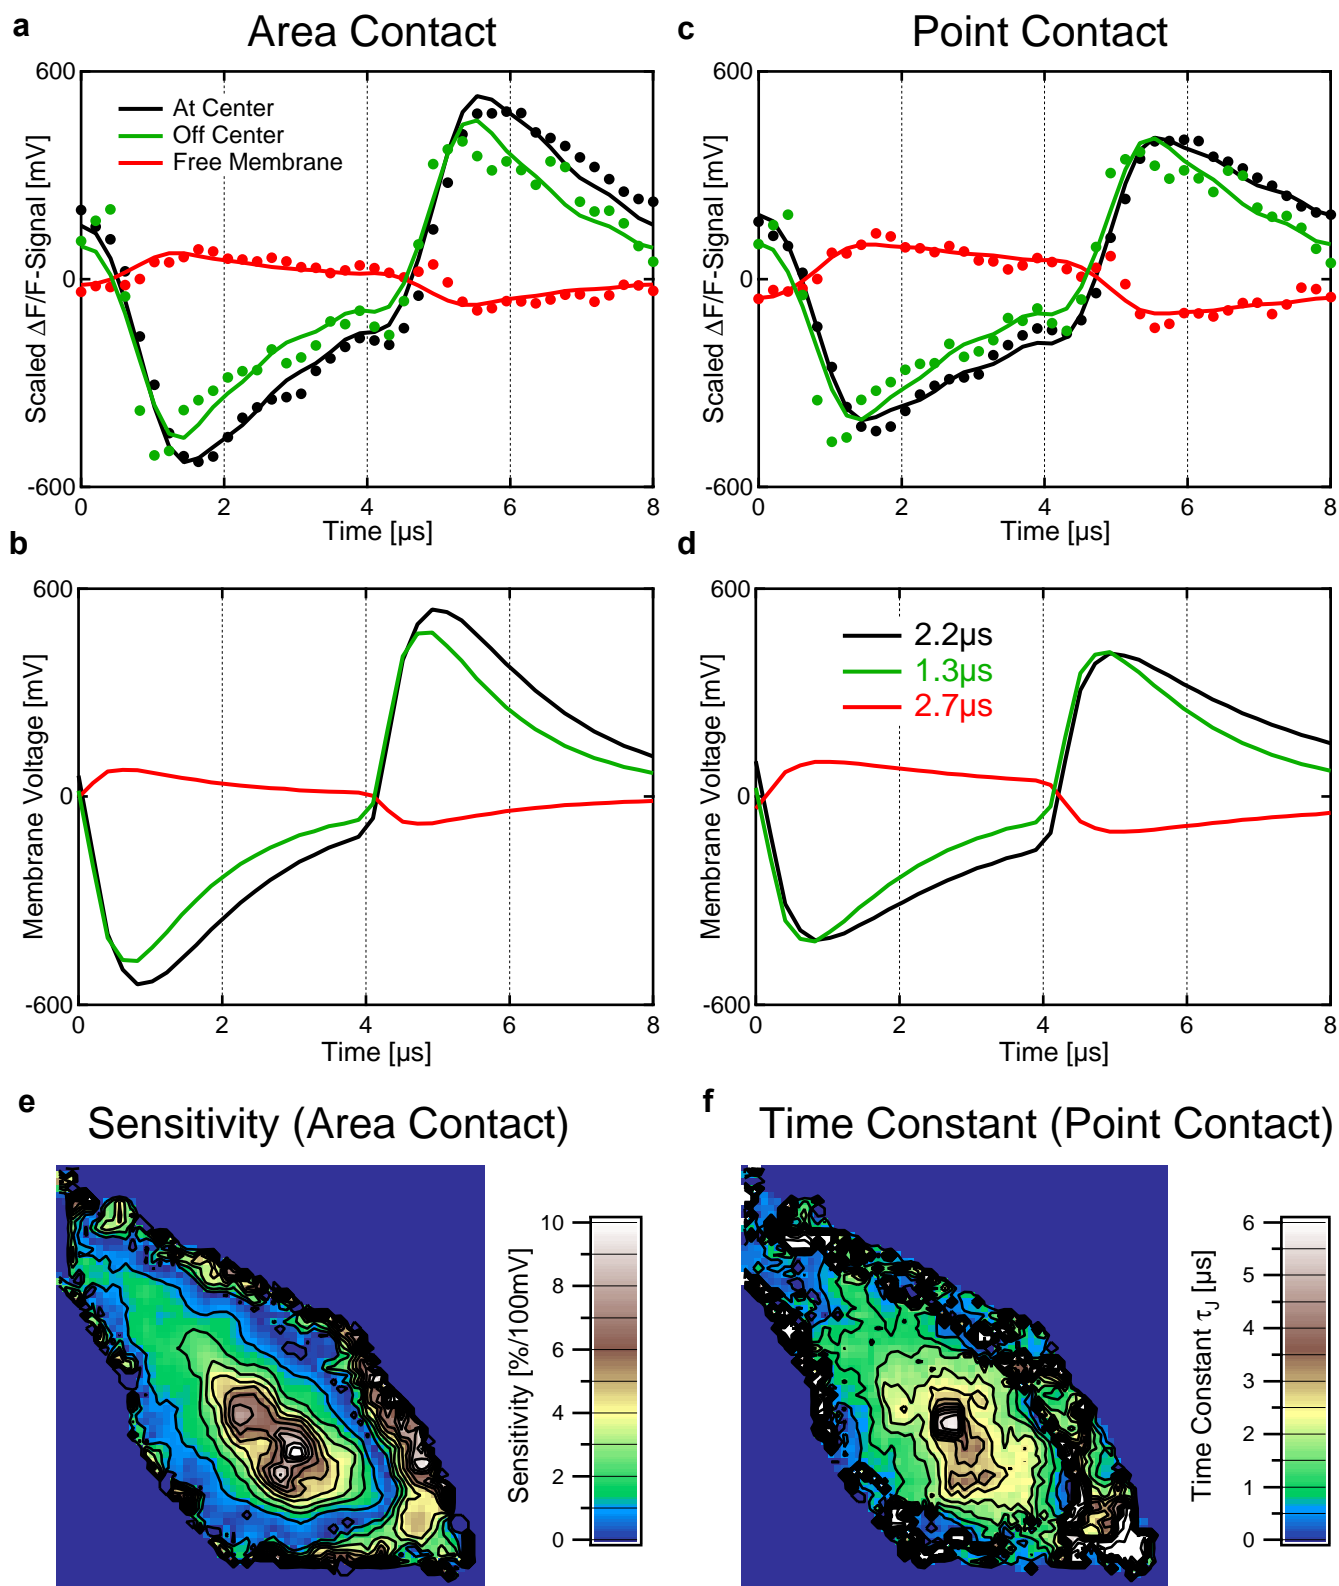 a
Area Contact
600
0
-600
Scaled ΔF/F-Signal [mV]
At Center
Off Center
Free Membrane
0 2 4 6 8
Time [µs]
c
Point Contact
600
0
-600
Scaled ΔF/F-Signal [mV]
0 2 4 6 8
Time [µs]
b
600
0
-600
Membrane Voltage [mV]
0 2 4 6 8
Time [µs]
d
600
0
-600
Membrane Voltage [mV]
2.2µs
1.3µs
2.7µs
0 2 4 6 8
Time [µs]
e
Sensitivity (Area Contact)
Sensitivity [%/100mV]
10
8
6
4
2
0
f
Time Constant (Point Contact)
Time Constant τJ [µs]
6
5
4
3
2
1
0